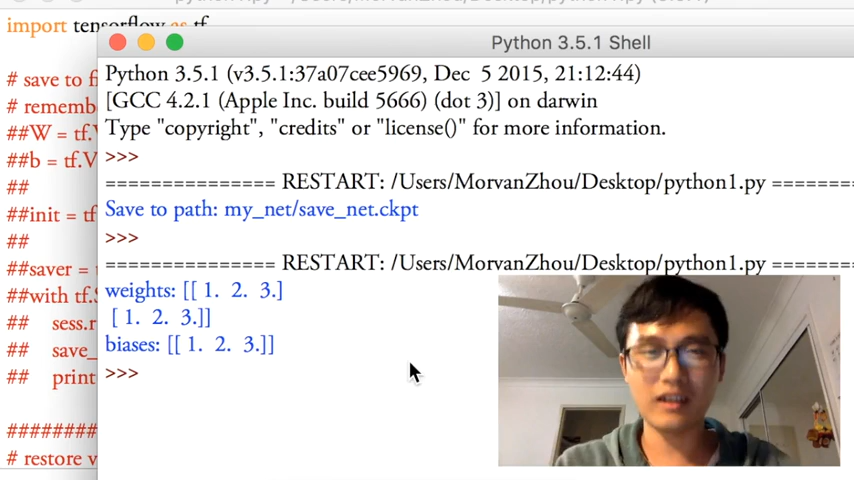 import tensorflow as tf
Python 3.5.1 Shell
# save to fi
# rememb
##W = tf.V
##b = tf.V
##
##init = tf
##
##saver = t
##with tf.S
## sess.r
## save_
## print
########
# restore v
Python 3.5.1 (v3.5.1:37a07cee5969, Dec 5 2015, 21:12:44)
[GCC 4.2.1 (Apple Inc. build 5666) (dot 3)] on darwin
Type "copyright", "credits" or "license()" for more information.
>>>
=============== RESTART: /Users/MorvanZhou/Desktop/python1.py =======
Save to path: my_net/save_net.ckpt
>>>
=============== RESTART: /Users/MorvanZhou/Desktop/python1.py =======
weights: [[ 1. 2. 3.]
[ 1. 2. 3.]]
biases: [[ 1. 2. 3.]]
>>>